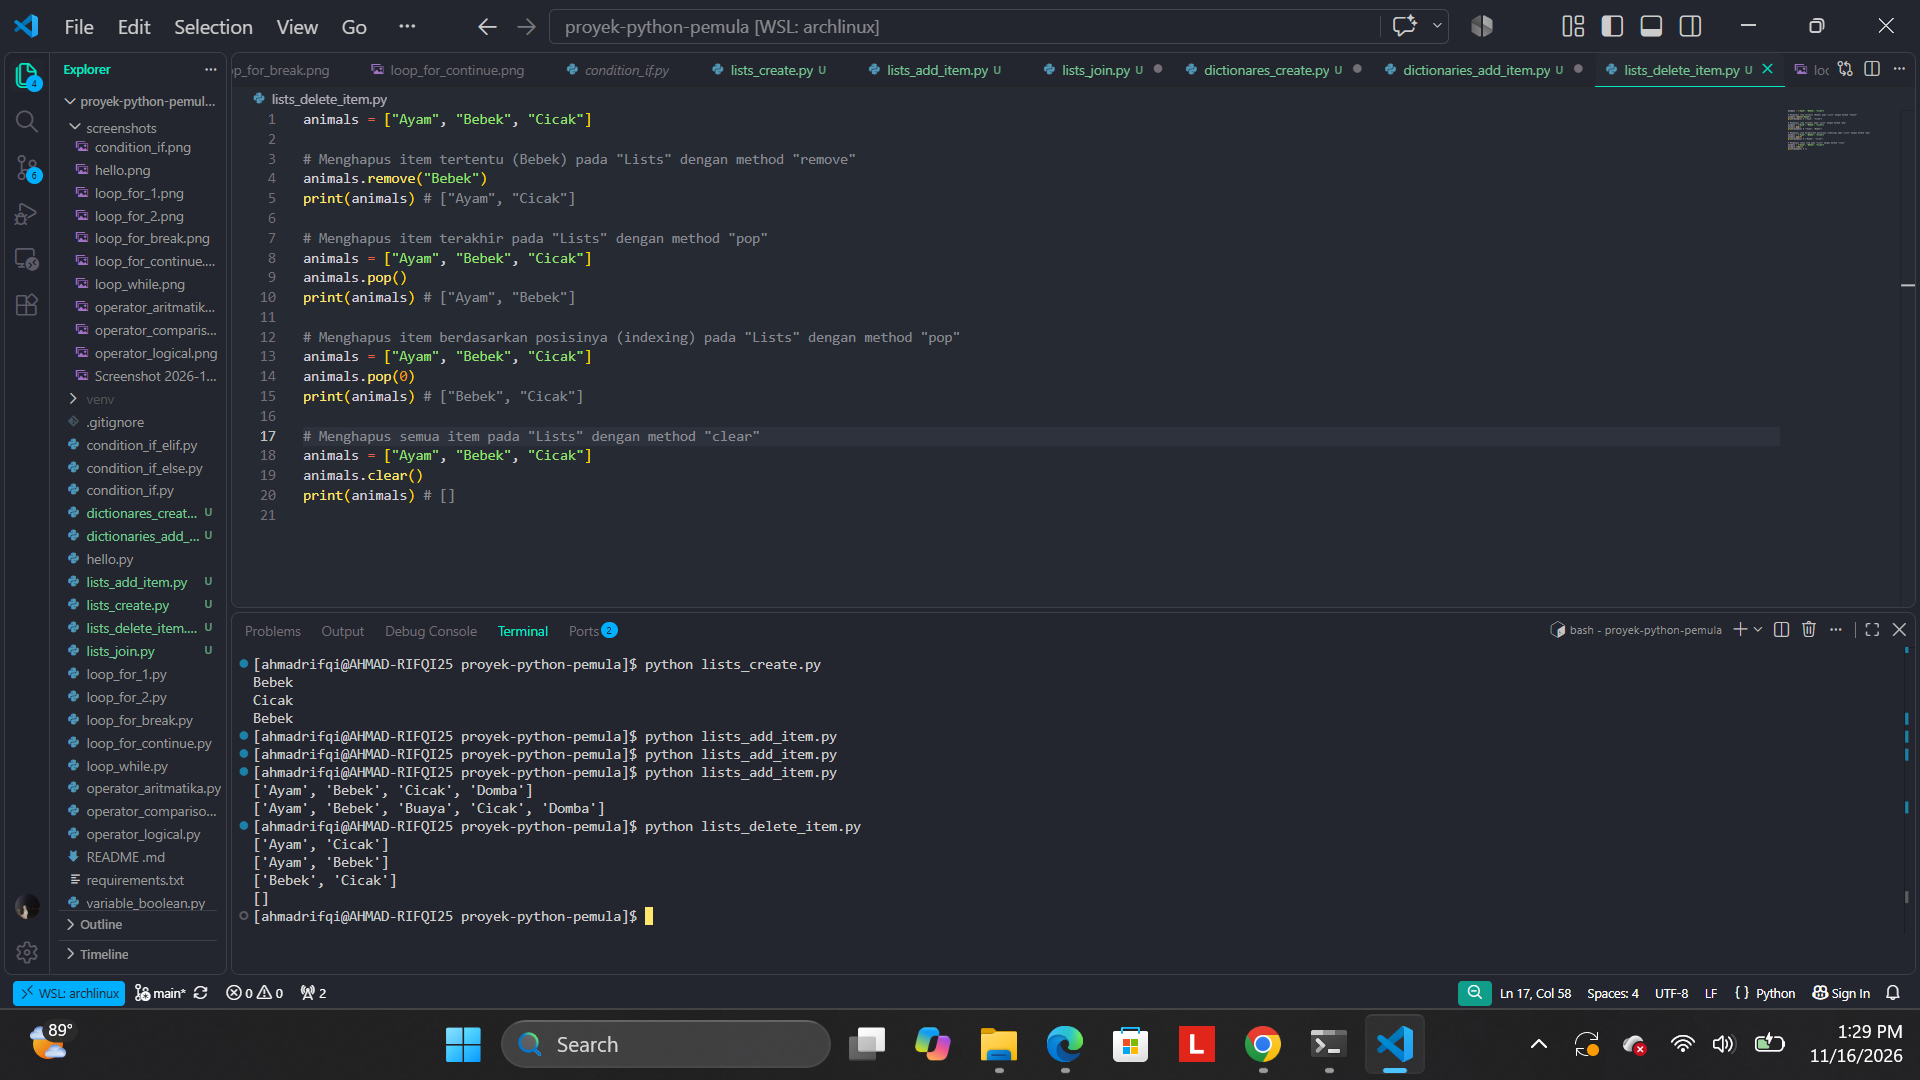 File Edit Selection View Go ···
proyek-python-pemula [WSL: archlinux]
Explorer ···
op_for_break.png loop_for_continue.png condition_if.py lists_create.py U lists_add_item.py U lists_join.py U dictionares_create.py U dictionaries_add_item.py U lists_delete_item.py U loc ···
4
6
proyek-python-pemul...
screenshots
condition_if.png
hello.png
loop_for_1.png
loop_for_2.png
loop_for_break.png
loop_for_continue....
loop_while.png
operator_aritmatik...
operator_comparis...
operator_logical.png
Screenshot 2026-1...
venv
.gitignore
condition_if_elif.py
condition_if_else.py
condition_if.py
dictionares_creat... U
dictionaries_add_... U
hello.py
lists_add_item.py U
lists_create.py U
lists_delete_item.... U
lists_join.py U
loop_for_1.py
loop_for_2.py
loop_for_break.py
loop_for_continue.py
loop_while.py
operator_aritmatika.py
operator_compariso...
operator_logical.py
README .md
requirements.txt
variable_boolean.py
Outline
Timeline
lists_delete_item.py
1 animals = ["Ayam", "Bebek", "Cicak"]
2
3 # Menghapus item tertentu (Bebek) pada "Lists" dengan method "remove"
4 animals.remove("Bebek")
5 print(animals) # ["Ayam", "Cicak"]
6
7 # Menghapus item terakhir pada "Lists" dengan method "pop"
8 animals = ["Ayam", "Bebek", "Cicak"]
9 animals.pop()
10 print(animals) # ["Ayam", "Bebek"]
11
12 # Menghapus item berdasarkan posisinya (indexing) pada "Lists" dengan method "pop"
13 animals = ["Ayam", "Bebek", "Cicak"]
14 animals.pop(0)
15 print(animals) # ["Bebek", "Cicak"]
16
17 # Menghapus semua item pada "Lists" dengan method "clear"
18 animals = ["Ayam", "Bebek", "Cicak"]
19 animals.clear()
20 print(animals) # []
21
Problems Output Debug Console Terminal Ports 2
bash - proyek-python-pemula
[ahmadrifqi@AHMAD-RIFQI25 proyek-python-pemula]$ python lists_create.py
Bebek
Cicak
Bebek
[ahmadrifqi@AHMAD-RIFQI25 proyek-python-pemula]$ python lists_add_item.py
[ahmadrifqi@AHMAD-RIFQI25 proyek-python-pemula]$ python lists_add_item.py
[ahmadrifqi@AHMAD-RIFQI25 proyek-python-pemula]$ python lists_add_item.py
['Ayam', 'Bebek', 'Cicak', 'Domba']
['Ayam', 'Bebek', 'Buaya', 'Cicak', 'Domba']
[ahmadrifqi@AHMAD-RIFQI25 proyek-python-pemula]$ python lists_delete_item.py
['Ayam', 'Cicak']
['Ayam', 'Bebek']
['Bebek', 'Cicak']
[]
[ahmadrifqi@AHMAD-RIFQI25 proyek-python-pemula]$
WSL: archlinux main* 0 0 2
Ln 17, Col 58 Spaces: 4 UTF-8 LF {} Python Sign In
89°
Search
L
1:29 PM
11/16/2026